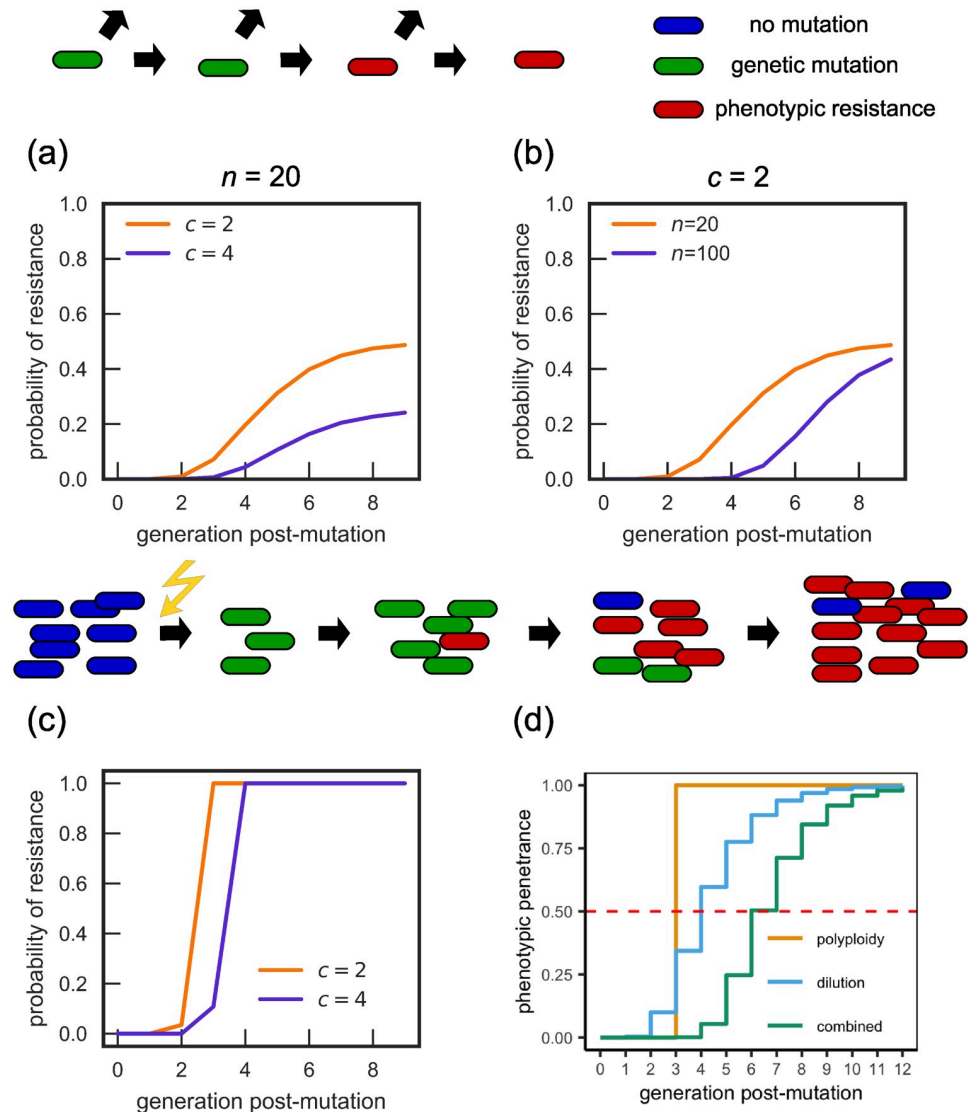 no mutation
genetic mutation
phenotypic resistance
(a)
n = 20
probability of resistance
1.0
0.8
0.6
0.4
0.2
0.0
c = 2
c = 4
0 2 4 6 8
generation post-mutation
(b)
c = 2
probability of resistance
1.0
0.8
0.6
0.4
0.2
0.0
n=20
n=100
0 2 4 6 8
generation post-mutation
(c)
probability of resistance
1.0
0.8
0.6
0.4
0.2
0.0
c = 2
c = 4
0 2 4 6 8
generation post-mutation
(d)
phenotypic penetrance
1.00
0.75
0.50
0.25
0.00
polyploidy
dilution
combined
0 1 2 3 4 5 6 7 8 9 10 11 12
generation post-mutation